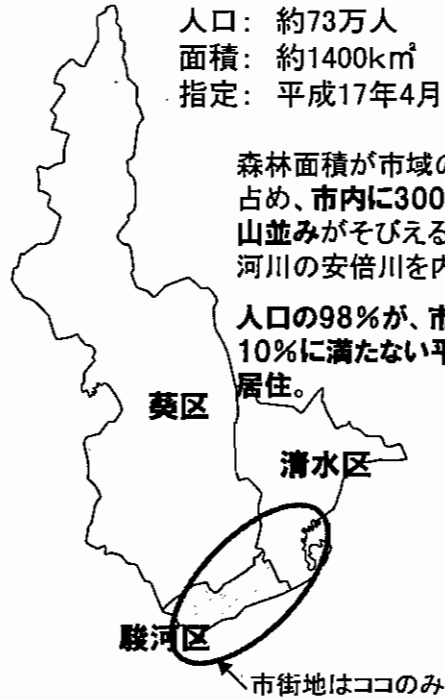 人口： 約73万人
面積： 約1400k㎡
指定： 平成17年4月
森林面積が市域の
占め、市内に300
山並みがそびえる
河川の安倍川を内
人口の98%が、市
10%に満たない平
居住。
葵区
清水区
駿河区
市街地はココのみ